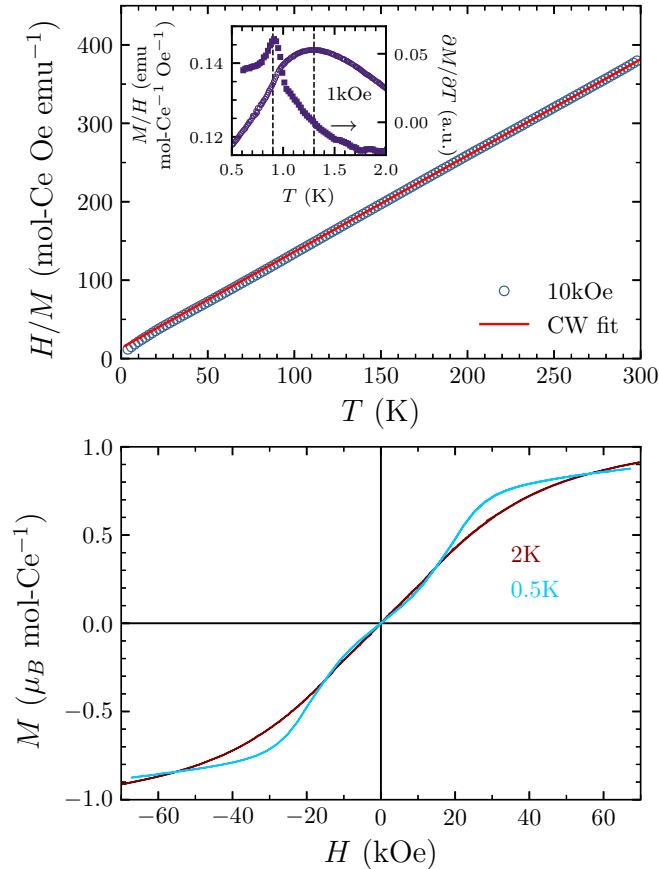 H/M (mol-Ce Oe emu⁻¹)
400
300
200
100
0
M/H (emu
mol-Ce⁻¹ Oe⁻¹)
0.14
0.12
0.5 1.0 1.5 2.0
T (K)
1kOe
→
0.05
0.00
∂M/∂T (a.u.)
10kOe
CW fit
0 50 100 150 200 250 300
T (K)
M (μB mol-Ce⁻¹)
1.0
0.5
0.0
−0.5
−1.0
2K
0.5K
−60 −40 −20 0 20 40 60
H (kOe)